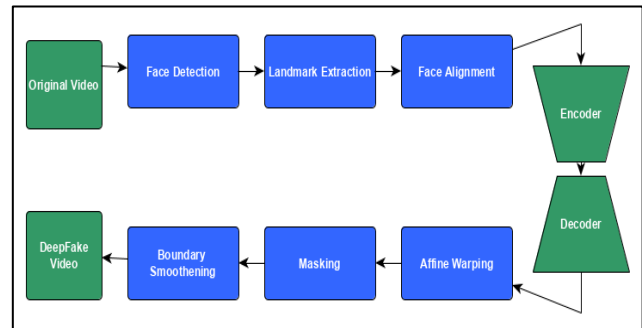 Original Video
Face Detection
Landmark Extraction
Face Alignment
Encoder
Decoder
DeepFake
Video
Boundary
Smoothening
Masking
Affine Warping